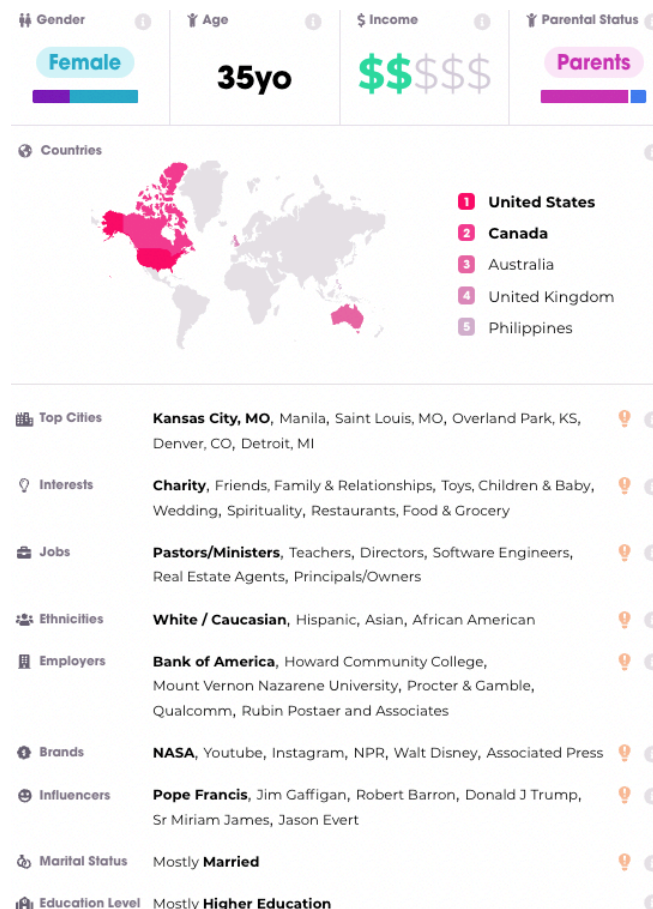 Gender
Age
$ Income
Parental Status
Female
35yo
$$$$$
Parents
Countries
1 United States
2 Canada
3 Australia
4 United Kingdom
5 Philippines
Top Cities
Kansas City, MO, Manila, Saint Louis, MO, Overland Park, KS,
Denver, CO, Detroit, MI
Interests
Charity, Friends, Family & Relationships, Toys, Children & Baby,
Wedding, Spirituality, Restaurants, Food & Grocery
Jobs
Pastors/Ministers, Teachers, Directors, Software Engineers,
Real Estate Agents, Principals/Owners
Ethnicities
White / Caucasian, Hispanic, Asian, African American
Employers
Bank of America, Howard Community College,
Mount Vernon Nazarene University, Procter & Gamble,
Qualcomm, Rubin Postaer and Associates
Brands
NASA, Youtube, Instagram, NPR, Walt Disney, Associated Press
Influencers
Pope Francis, Jim Gaffigan, Robert Barron, Donald J Trump,
Sr Miriam James, Jason Evert
Marital Status
Mostly Married
Education Level
Mostly Higher Education